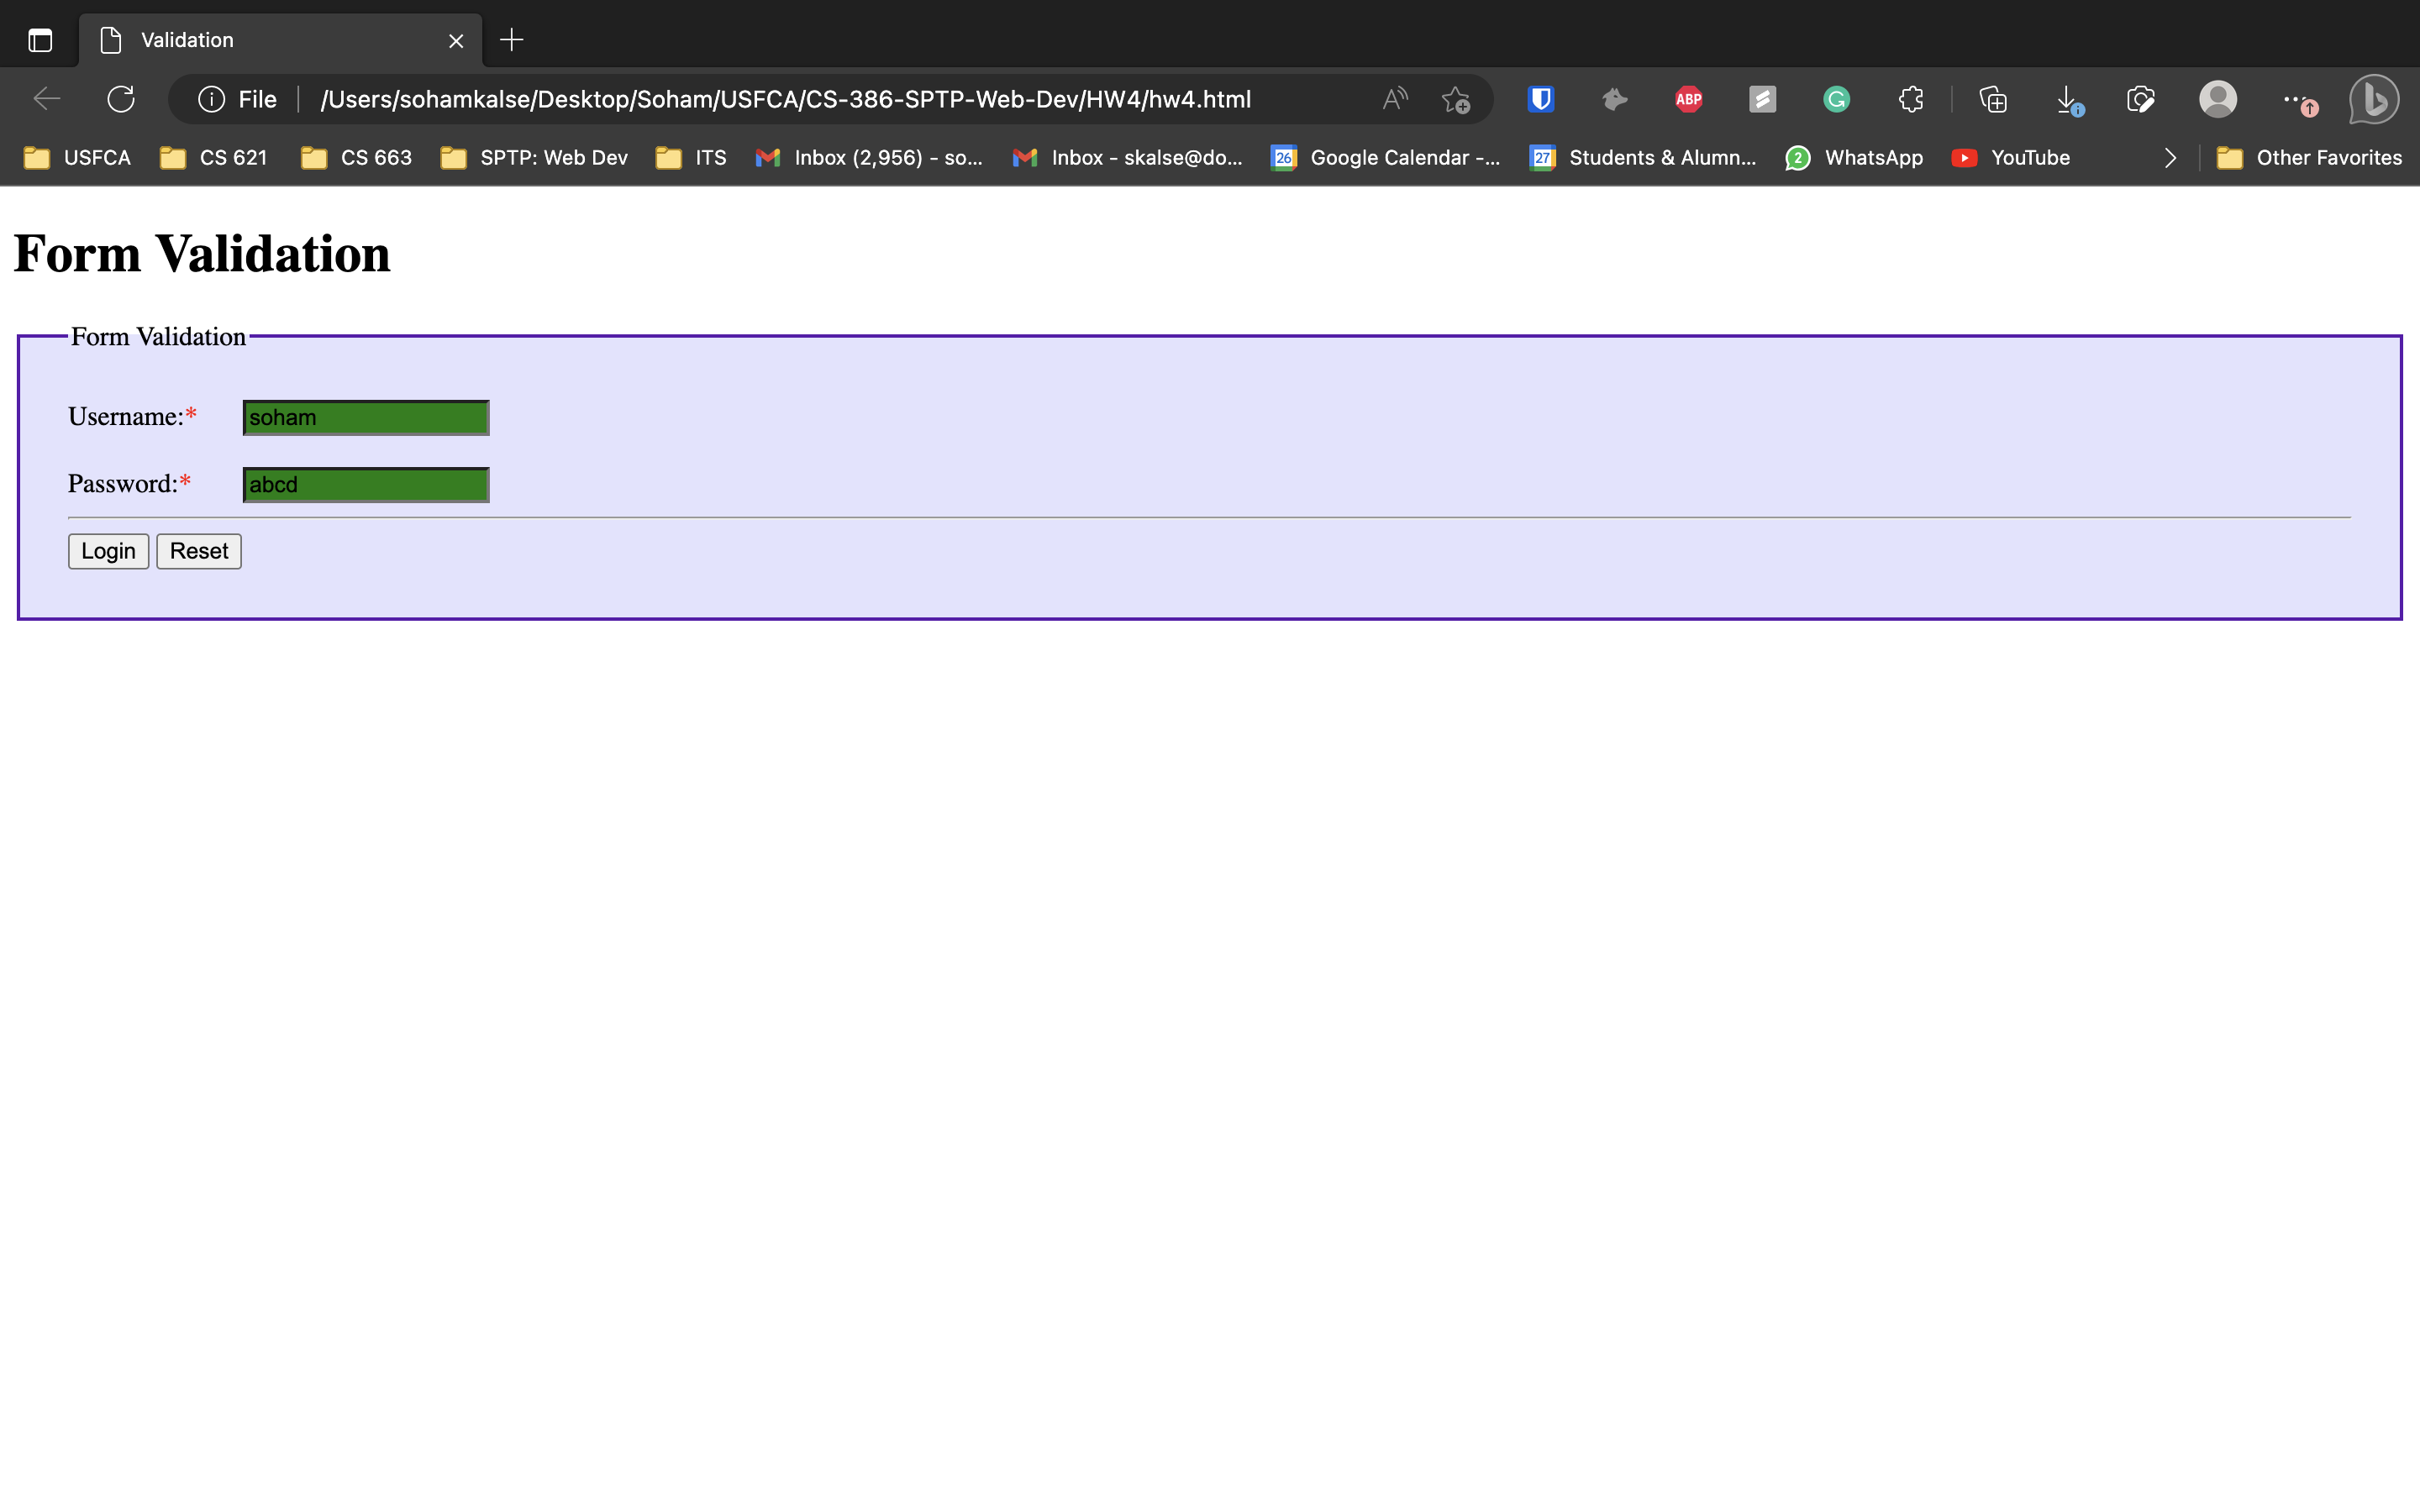 Validation
File /Users/sohamkalse/Desktop/Soham/USFCA/CS-386-SPTP-Web-Dev/HW4/hw4.html
ABP
USFCA CS 621 CS 663 SPTP: Web Dev ITS Inbox (2,956) - so... Inbox - skalse@do... 26 Google Calendar -... 27 Students & Alumn... 2 WhatsApp YouTube Other Favorites
Form Validation
Form Validation
Username:* soham
Password:* abcd
Login Reset